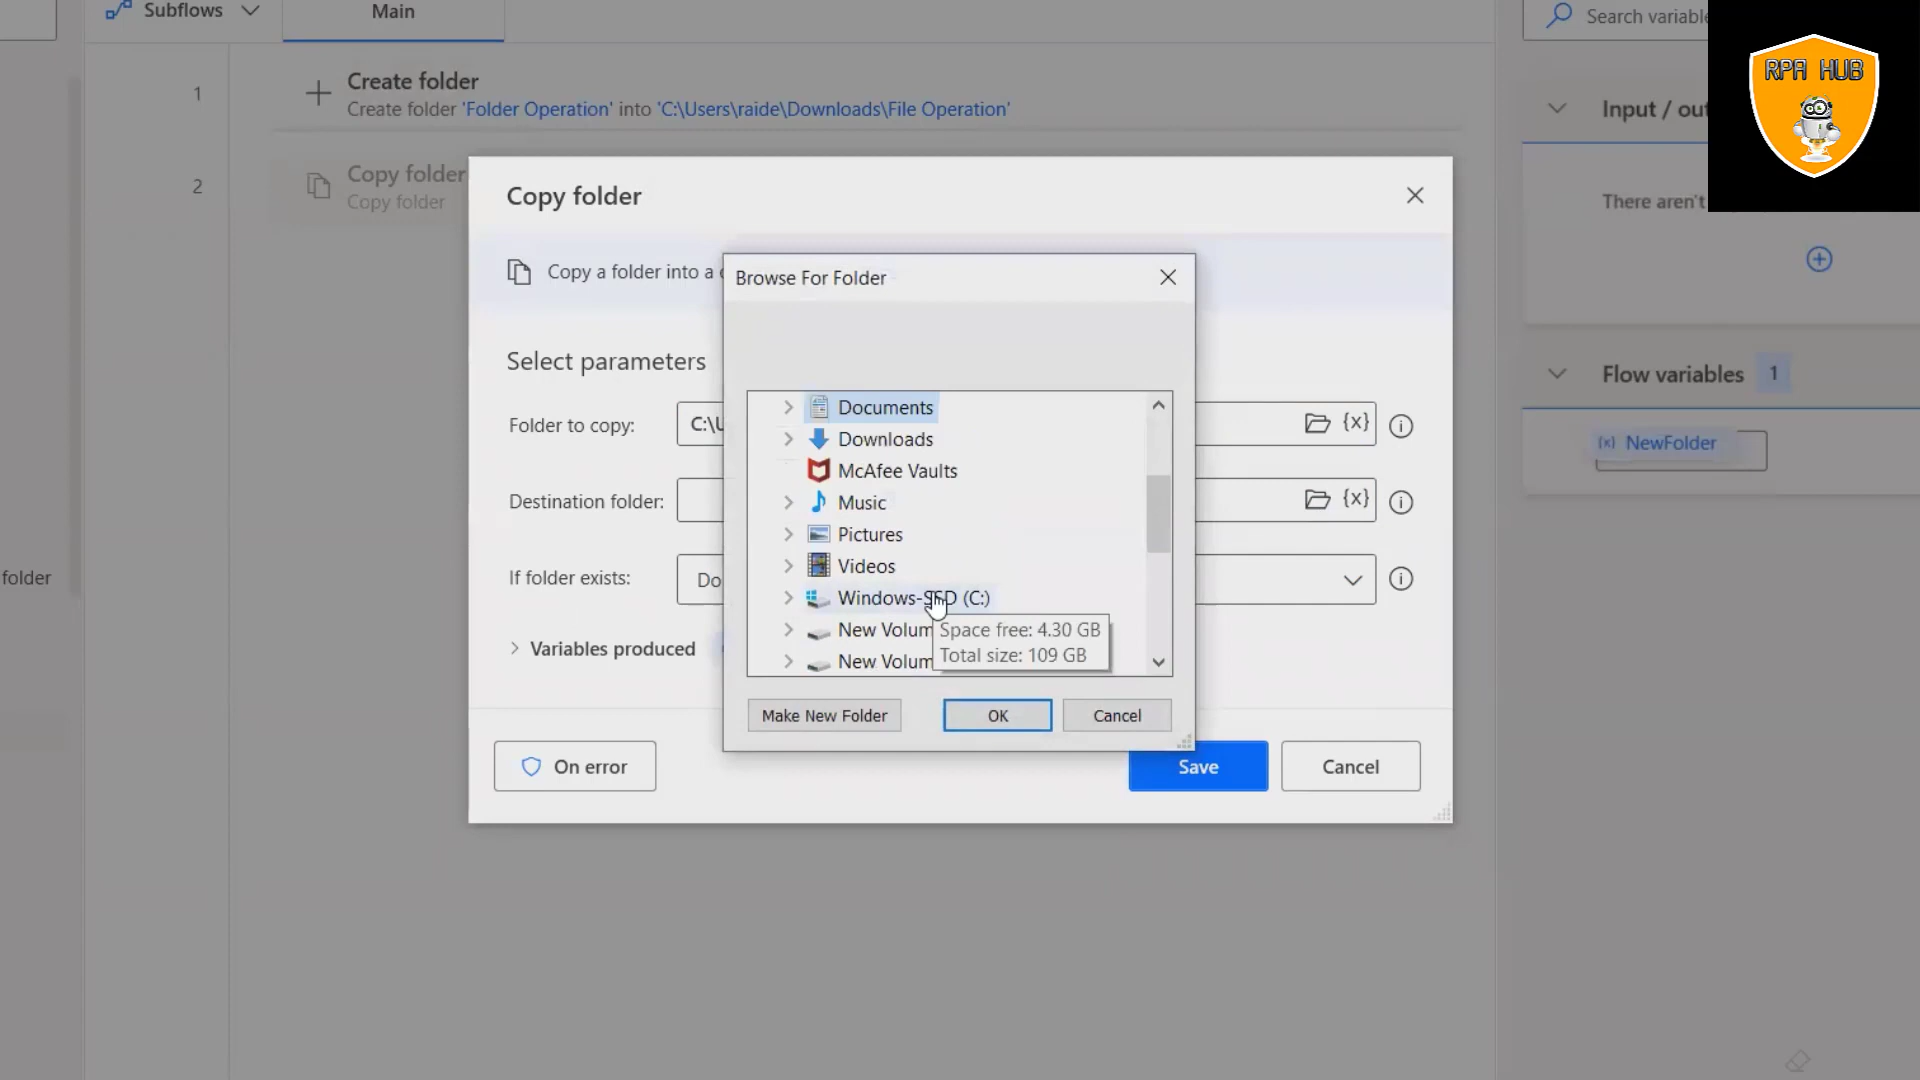 Subflows
Main
Search variable
RPA HUB
1
Create folder
Create folder 'Folder Operation' into 'C:\Users\raide\Downloads\File Operation'
Input / out
2
Copy folder
Copy folder
There aren't
Copy folder
Copy a folder into a
Browse For Folder
Select parameters
Flow variables 1
Folder to copy: C:\U {x}
NewFolder
Destination folder: {x}
If folder exists: Do
folder
Variables produced
Documents
Downloads
McAfee Vaults
Music
Pictures
Videos
Windows-SSD (C:)
New Volum
New Volum
Space free: 4.30 GB
Total size: 109 GB
Make New Folder OK Cancel
On error Save Cancel